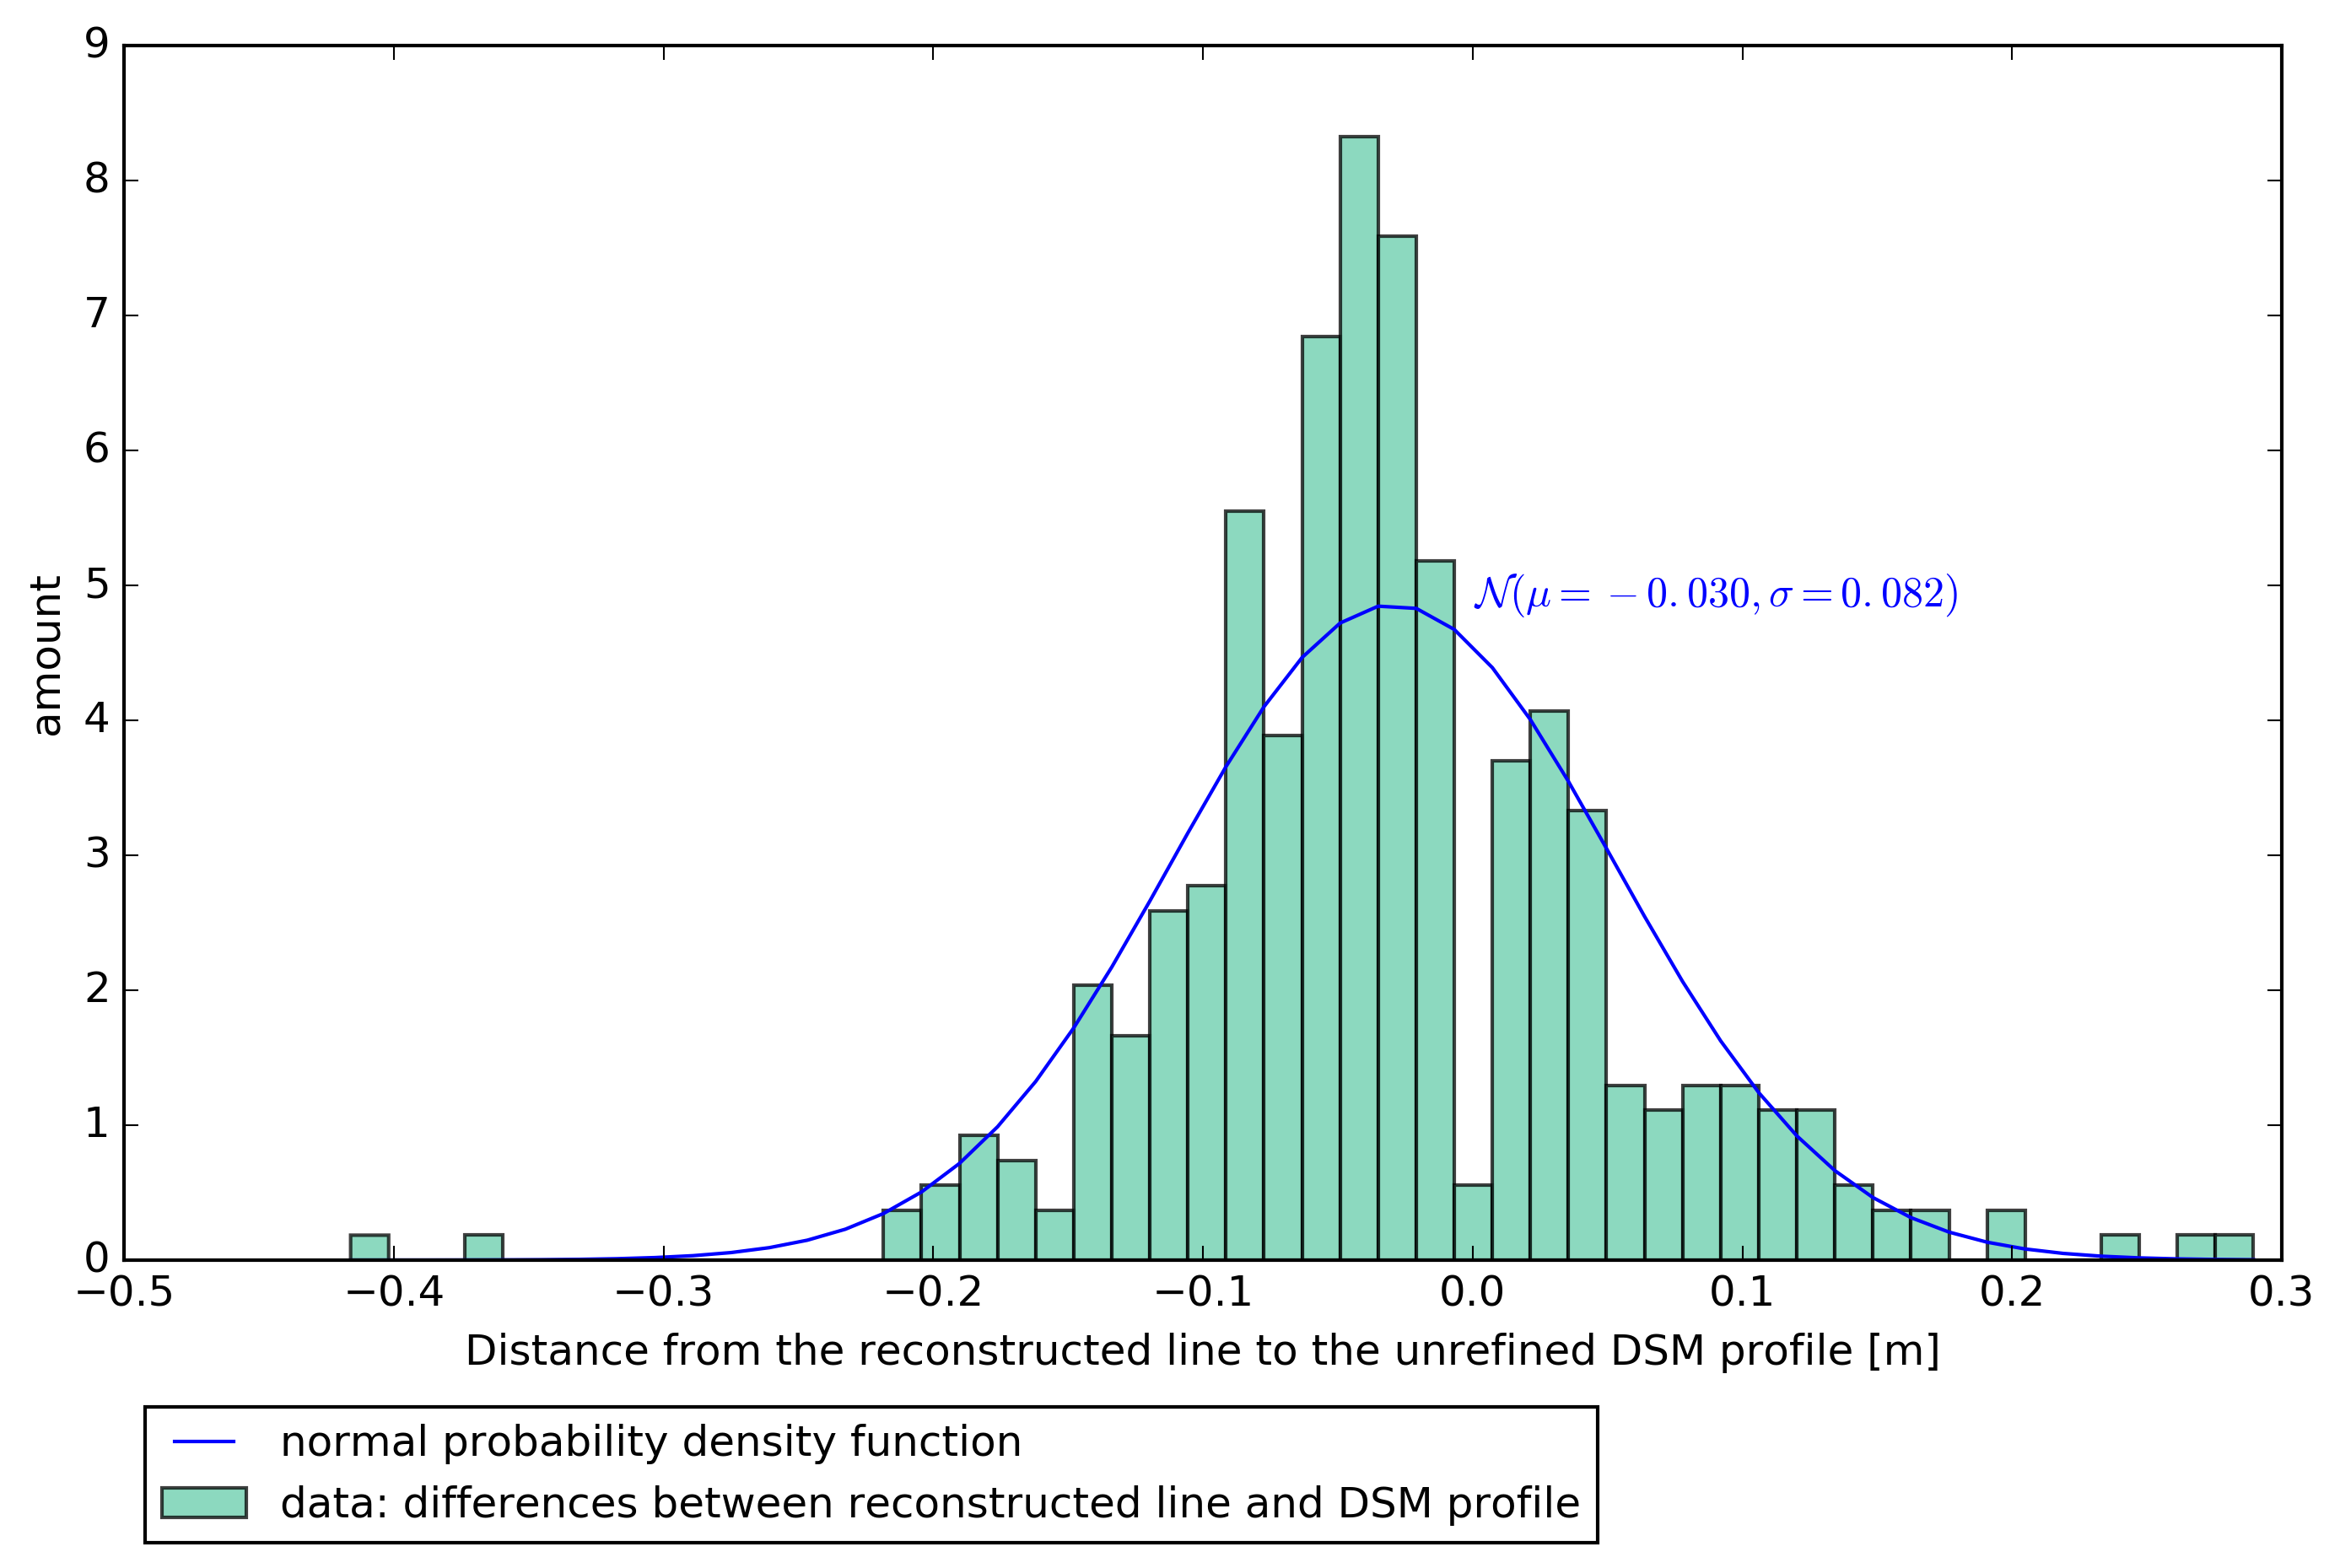 9
8
7
6
5
4
3
2
1
0
amount
𝒩(μ = −0.030, σ = 0.082)
−0.5 −0.4 −0.3 −0.2 −0.1 0.0 0.1 0.2 0.3
Distance from the reconstructed line to the unrefined DSM profile [m]
normal probability density function
data: differences between reconstructed line and DSM profile